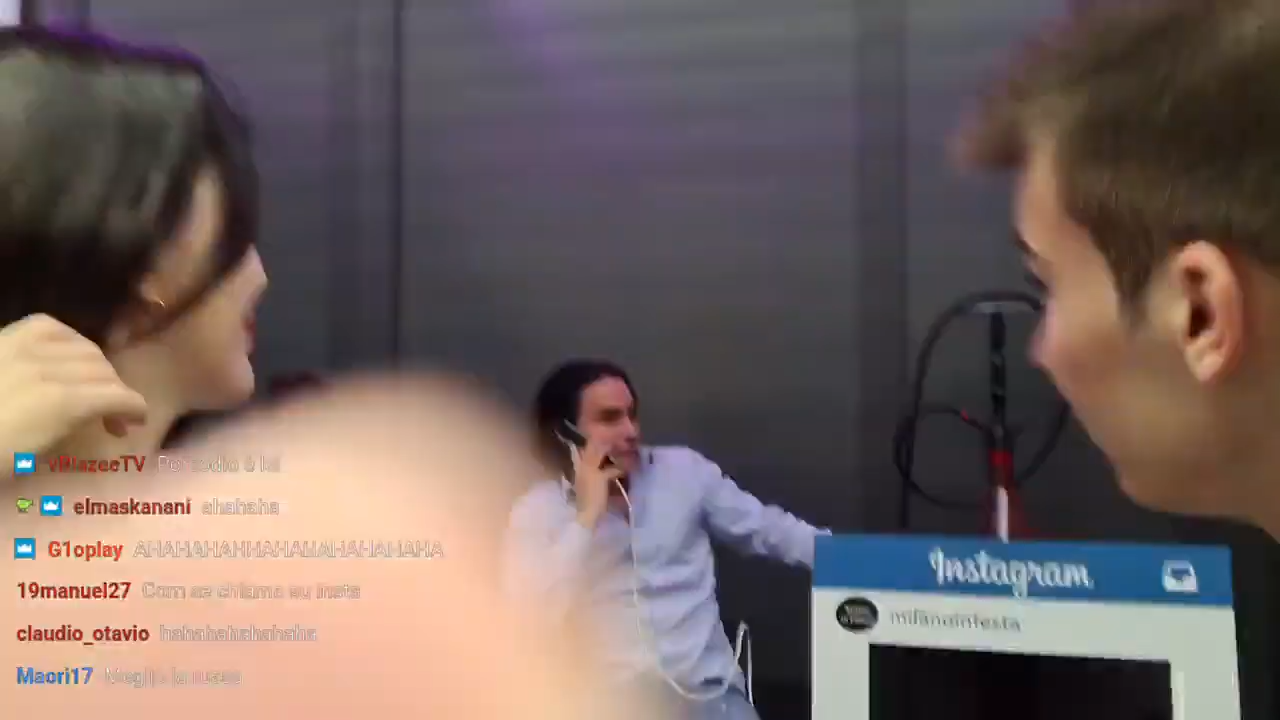 vBlazeeTV
elmaskanani ahahaha
G1oplay AHAHAHAHHAHAHAHAHAHAHA
19manuel27 Com se chiama su insta
claudio_otavio hahahahahahaha
Maori17
Instagram
milanoinfesta